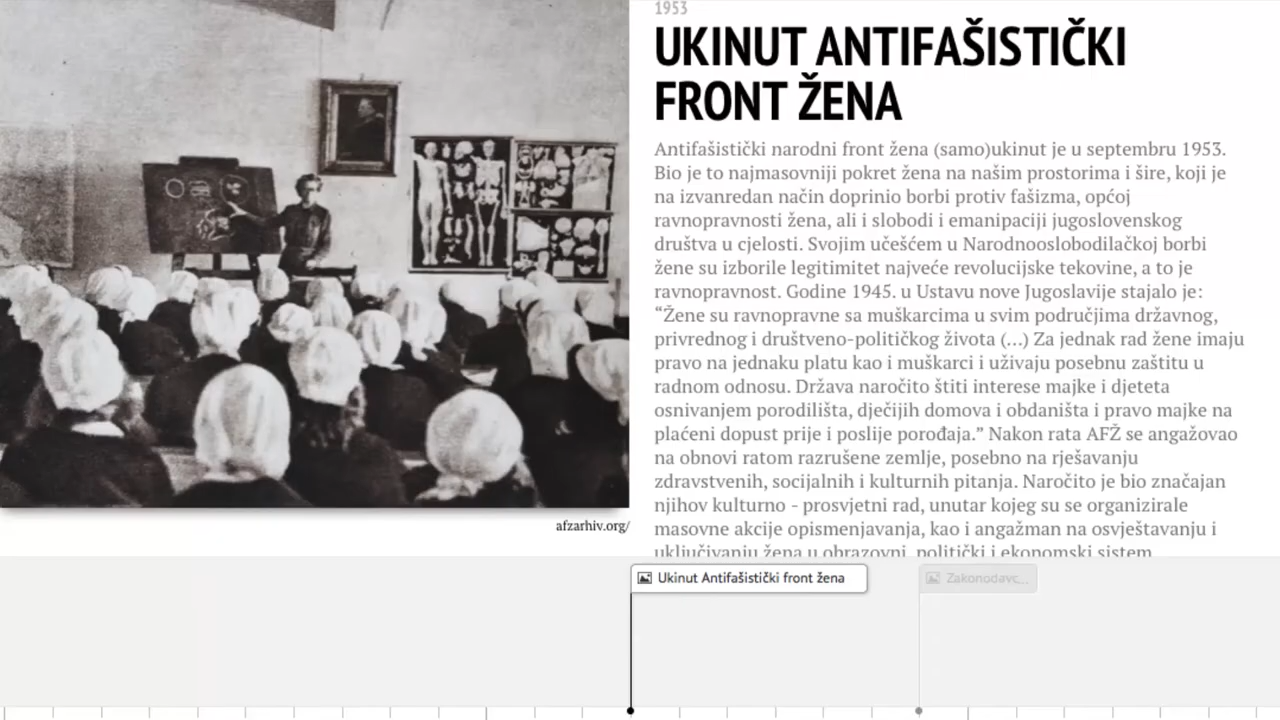 1953
UKINUT ANTIFAŠISTIČKI
FRONT ŽENA
Antifašistički narodni front žena (samo)ukinut je u septembru 1953.
Bio je to najmasovniji pokret žena na našim prostorima i šire, koji je
na izvanredan način doprinio borbi protiv fašizma, općoj
ravnopravnosti žena, ali i slobodi i emanipaciji jugoslovenskog
društva u cjelosti. Svojim učešćem u Narodnooslobodilačkoj borbi
žene su izborile legitimitet najveće revolucijske tekovine, a to je
ravnopravnost. Godine 1945. u Ustavu nove Jugoslavije stajalo je:
“Žene su ravnopravne sa muškarcima u svim područjima državnog,
privrednog i društveno-političkog života (...) Za jednak rad žene imaju
pravo na jednaku platu kao i muškarci i uživaju posebnu zaštitu u
radnom odnosu. Država naročito štiti interese majke i djeteta
osnivanjem porodilišta, dječijih domova i obdaništa i pravo majke na
plaćeni dopust prije i poslije porođaja.” Nakon rata AFŽ se angažovao
na obnovi ratom razrušene zemlje, posebno na rješavanju
zdravstvenih, socijalnih i kulturnih pitanja. Naročito je bio značajan
njihov kulturno - prosvjetni rad, unutar kojeg su se organizirale
masovne akcije opismenjavanja, kao i angažman na osvještavanju i
uključivanju žena u obrazovni, politički i ekonomski sistem
afzarhiv.org/
Ukinut Antifašistički front žena
Zakonodavc...